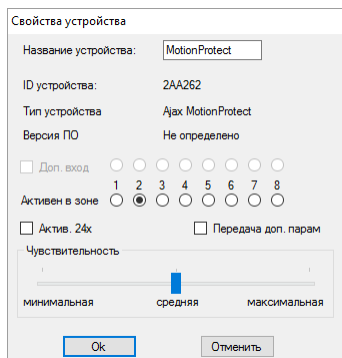 Свойства устройства
Название устройства: MotionProtect
ID устройства: 2AA262
Тип устройства Ajax MotionProtect
Версия ПО Не определено
Доп. вход
1 2 3 4 5 6 7 8
Активен в зоне
Актив. 24х Передача доп. парам
Чувствительность
минимальная средняя максимальная
Ok Отменить